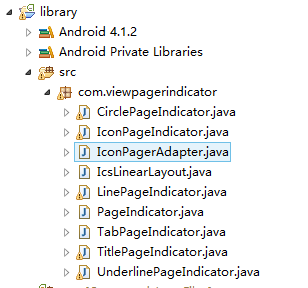 library
Android 4.1.2
Android Private Libraries
src
com.viewpagerindicator
CirclePageIndicator.java
IconPageIndicator.java
IconPagerAdapter.java
IcsLinearLayout.java
LinePageIndicator.java
PageIndicator.java
TabPageIndicator.java
TitlePageIndicator.java
UnderlinePageIndicator.java